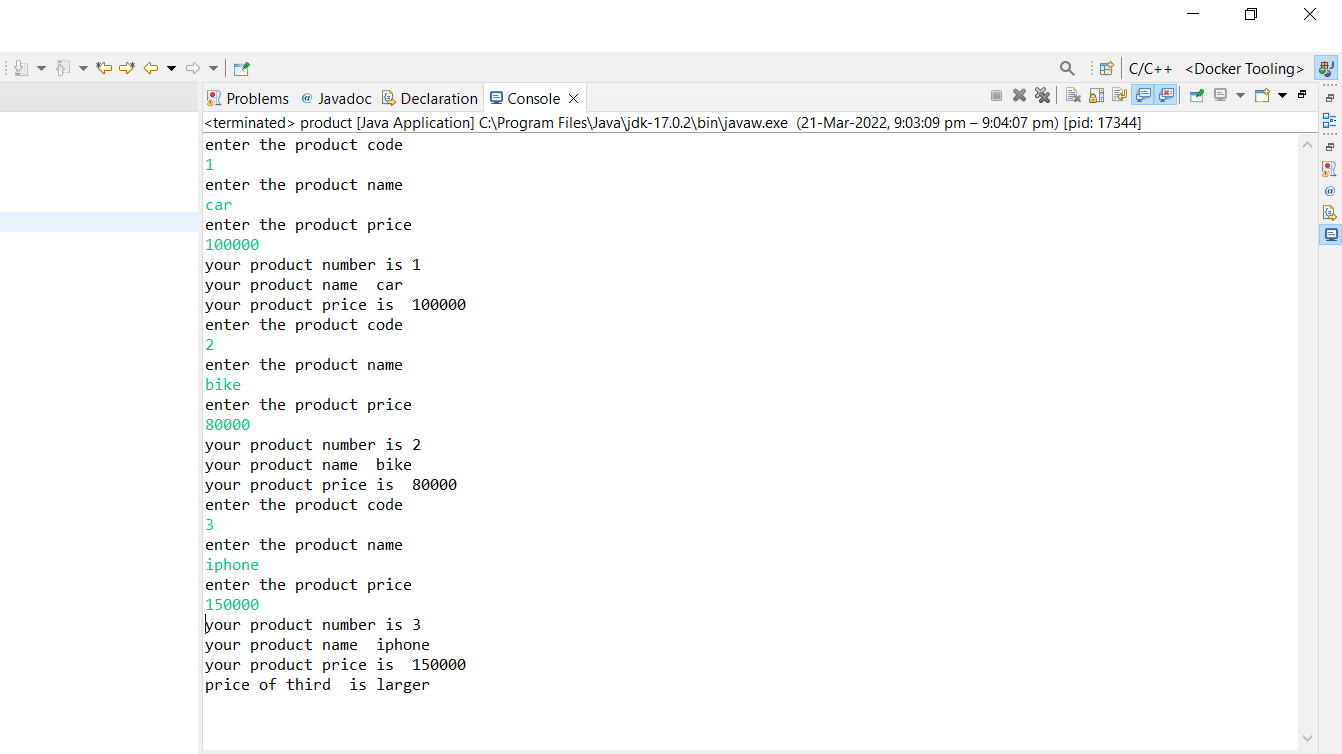 C/C++ <Docker Tooling>
Problems @ Javadoc Declaration Console
<terminated> product [Java Application] C:\Program Files\Java\jdk-17.0.2\bin\javaw.exe (21-Mar-2022, 9:03:09 pm – 9:04:07 pm) [pid: 17344]
enter the product code
1
enter the product name
car
enter the product price
100000
your product number is 1
your product name  car
your product price is  100000
enter the product code
2
enter the product name
bike
enter the product price
80000
your product number is 2
your product name  bike
your product price is  80000
enter the product code
3
enter the product name
iphone
enter the product price
150000
your product number is 3
your product name  iphone
your product price is  150000
price of third  is larger